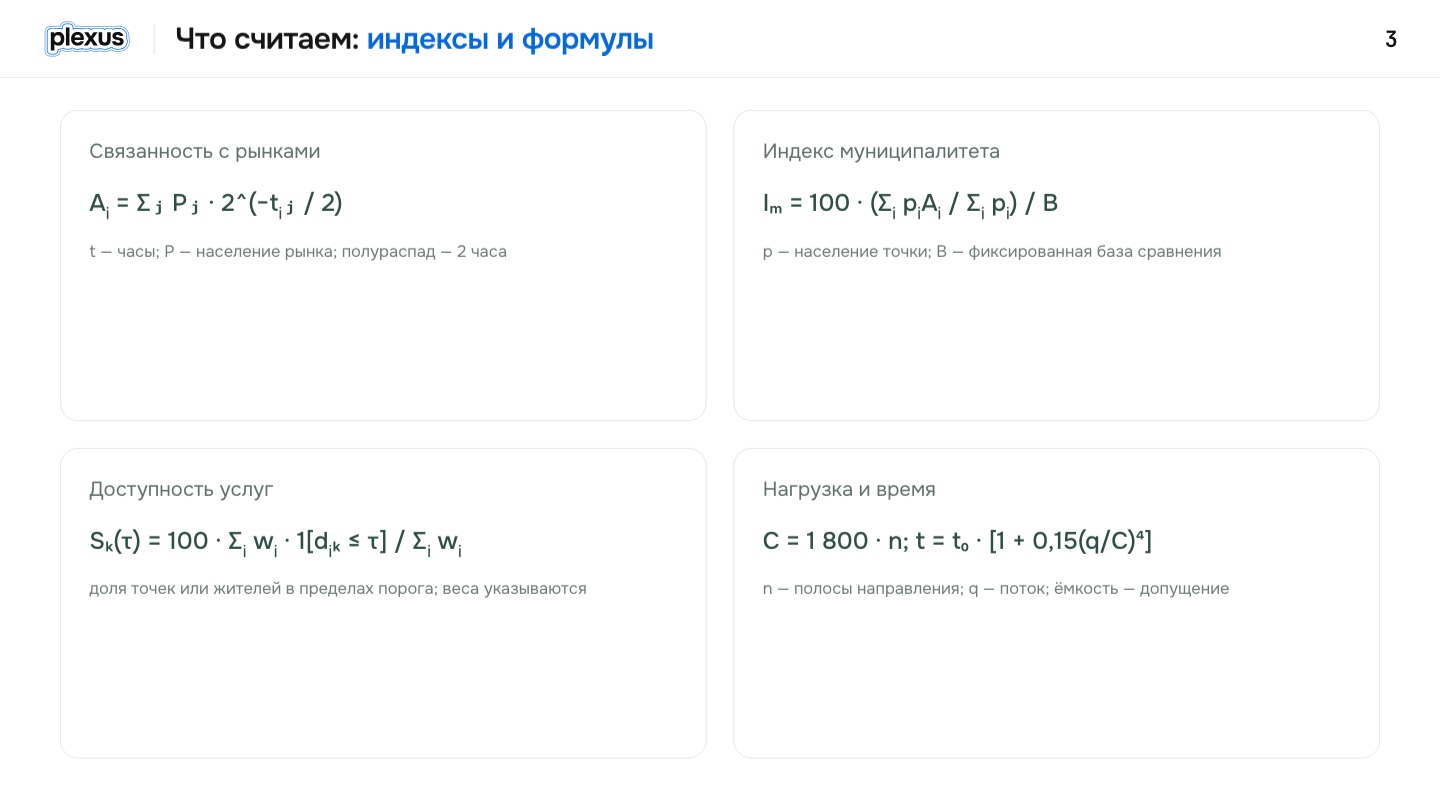 plexus
Что считаем: индексы и формулы
3
Связанность с рынками
Aᵢ = Σⱼ Pⱼ · 2^(−tᵢⱼ / 2)
t — часы; P — население рынка; полураспад — 2 часа
Индекс муниципалитета
Iₘ = 100 · (Σᵢ pᵢAᵢ / Σᵢ pᵢ) / B
p — население точки; B — фиксированная база сравнения
Доступность услуг
Sₖ(τ) = 100 · Σᵢ wᵢ · 1[dᵢₖ ≤ τ] / Σᵢ wᵢ
доля точек или жителей в пределах порога; веса указываются
Нагрузка и время
C = 1 800 · n; t = t₀ · [1 + 0,15(q/C)⁴]
n — полосы направления; q — поток; ёмкость — допущение